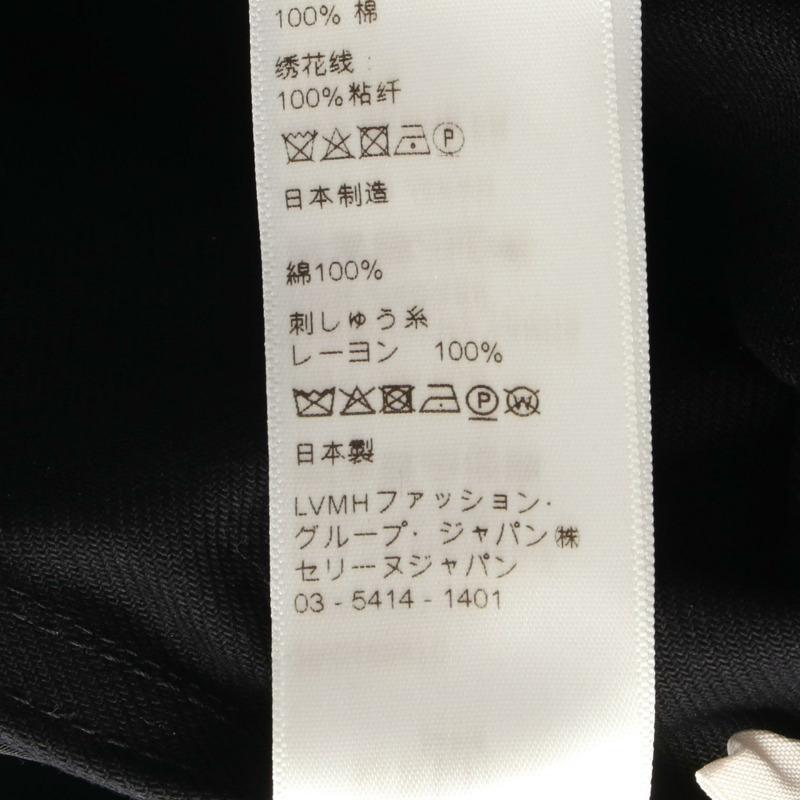 100% 棉
绣花线:
100%粘纤
P
日本制造
綿100%
刺しゅう糸
レーヨン 100%
P W
日本製
LVMHファッション・
グループ・ジャパン㈱
セリーヌジャパン
03-5414-1401